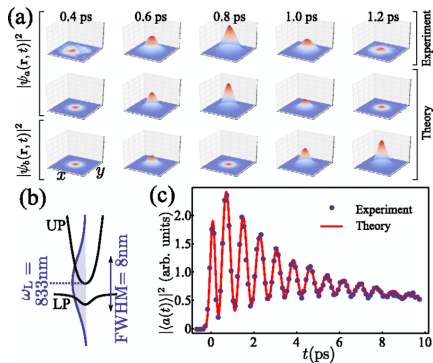 (a) 0.4 ps 0.6 ps 0.8 ps 1.0 ps 1.2 ps
|ψa(r,t)|²
Experiment
|ψb(r,t)|²
Theory
x y
(b)
UP
ωL =
833nm
LP
FWHM= 8nm
(c)
Experiment
Theory
|⟨a(t)⟩|² (arb. units)
2.0
1.5
1.0
0.5
0 2 4 6 8 10
t(ps)